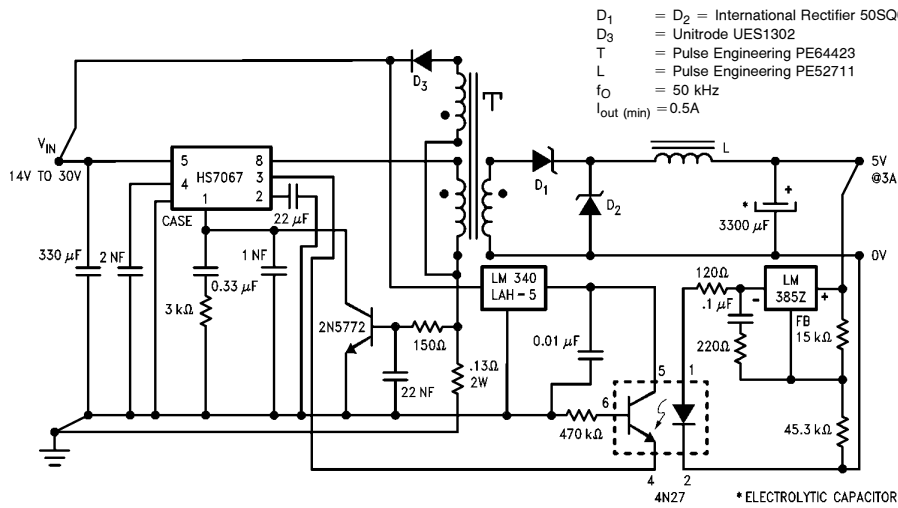 D1 = D2 = International Rectifier 50SQ
D3 = Unitrode UES1302
T = Pulse Engineering PE64423
L = Pulse Engineering PE52711
fO = 50 kHz
Iout (min) = 0.5A
D3
T
VIN
14V TO 30V
5
4
HS7067
1
8
3
2
CASE
22 µF
D1
D2
L
5V
@3A
*
+
3300 µF
0V
330 µF
2 NF
0.33 µF
1 NF
3 kΩ
2N5772
150Ω
22 NF
.13Ω
2W
LM 340
LAH-5
0.01 µF
120Ω
.1 µF
220Ω
-
LM
385Z
+
FB
15 kΩ
45.3 kΩ
470 kΩ
6
5
1
4
2
4N27
* ELECTROLYTIC CAPACITOR